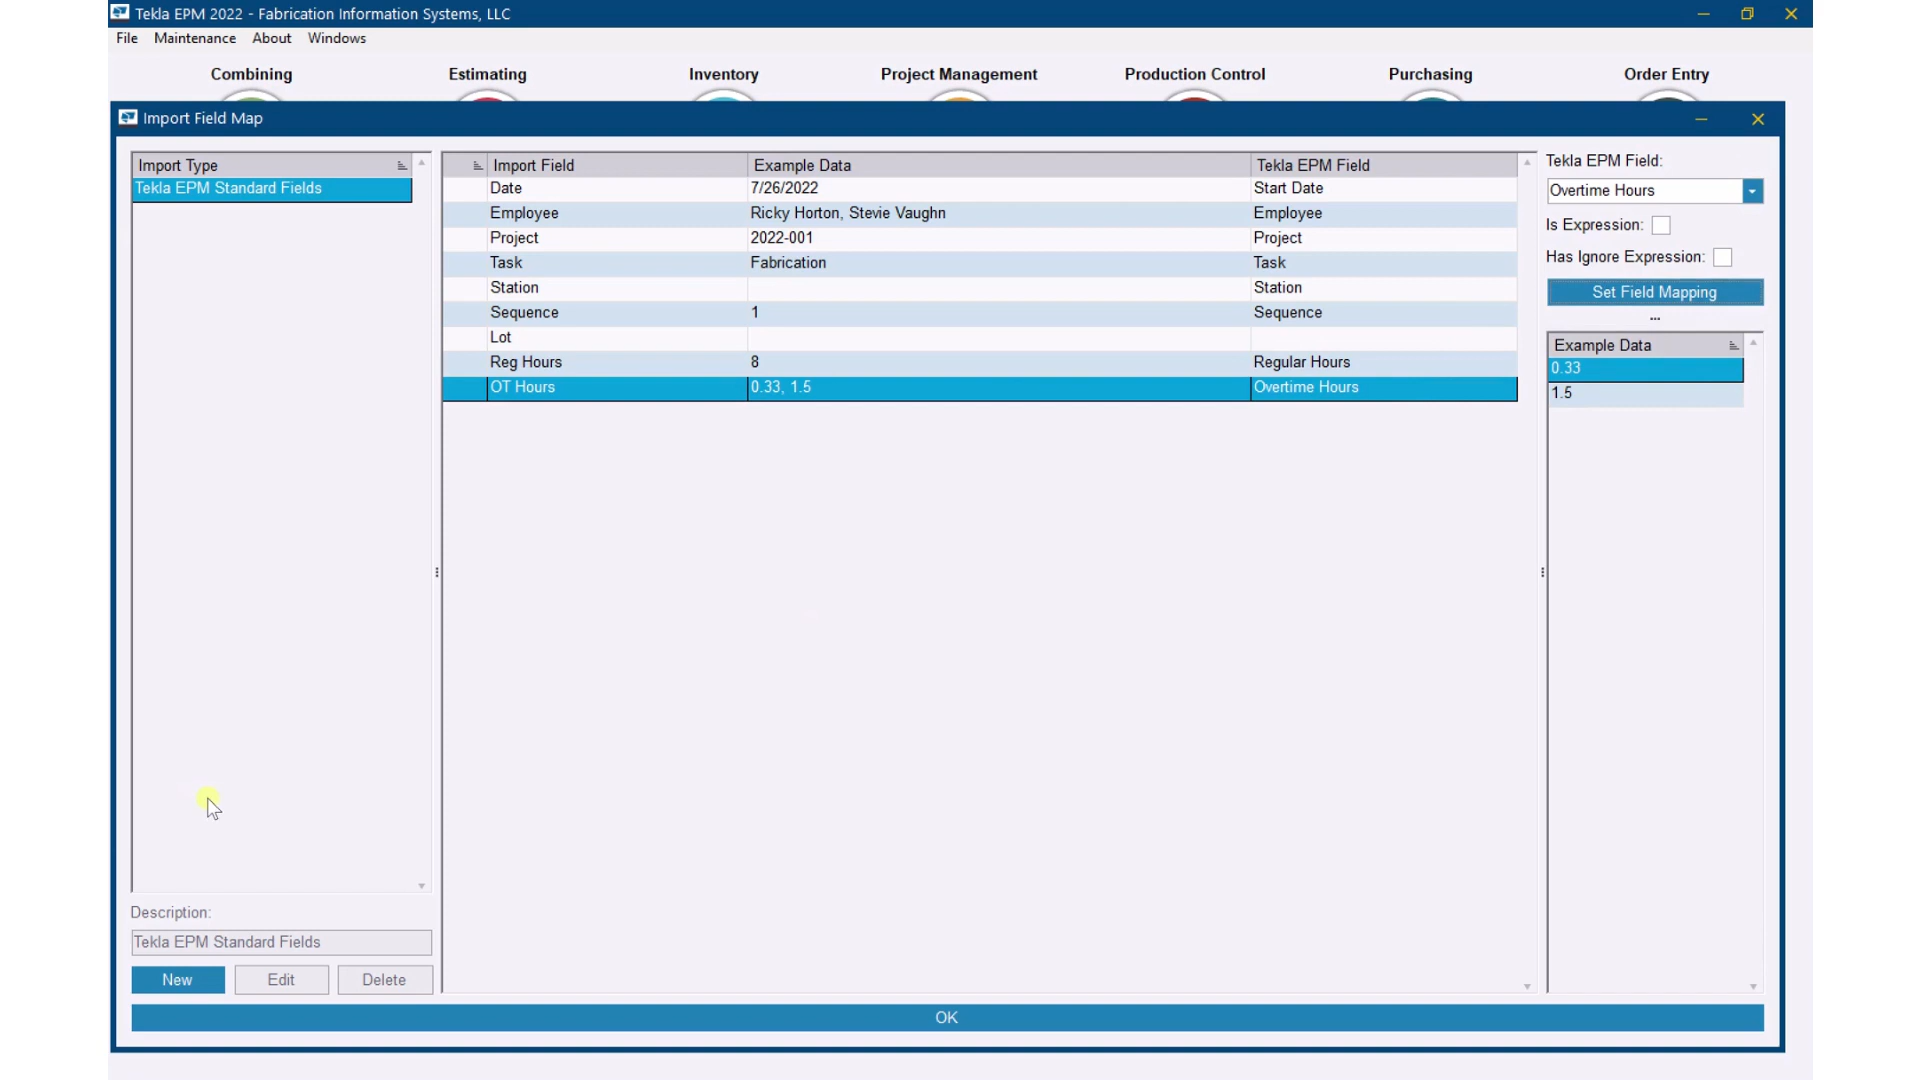 Tekla EPM 2022 - Fabrication Information Systems, LLC
File Maintenance About Windows
Combining Estimating Inventory Project Management Production Control Purchasing Order Entry
Import Field Map
Import Type
Tekla EPM Standard Fields
Import Field Example Data Tekla EPM Field
Date 7/26/2022 Start Date
Employee Ricky Horton, Stevie Vaughn Employee
Project 2022-001 Project
Task Fabrication Task
Station Station
Sequence 1 Sequence
Lot
Reg Hours 8 Regular Hours
OT Hours 0.33, 1.5 Overtime Hours
Tekla EPM Field:
Overtime Hours
Is Expression:
Has Ignore Expression:
Set Field Mapping
...
Example Data
0.33
1.5
Description:
Tekla EPM Standard Fields
New Edit Delete
OK